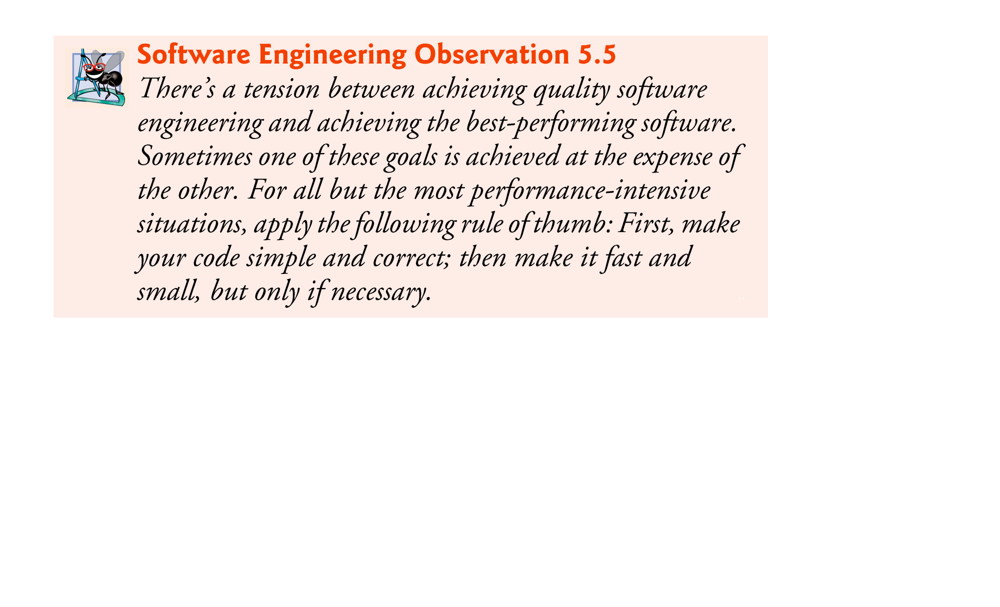 Software Engineering Observation 5.5
There’s a tension between achieving quality software
engineering and achieving the best-performing software.
Sometimes one of these goals is achieved at the expense of
the other. For all but the most performance-intensive
situations, apply the following rule of thumb: First, make
your code simple and correct; then make it fast and
small, but only if necessary.